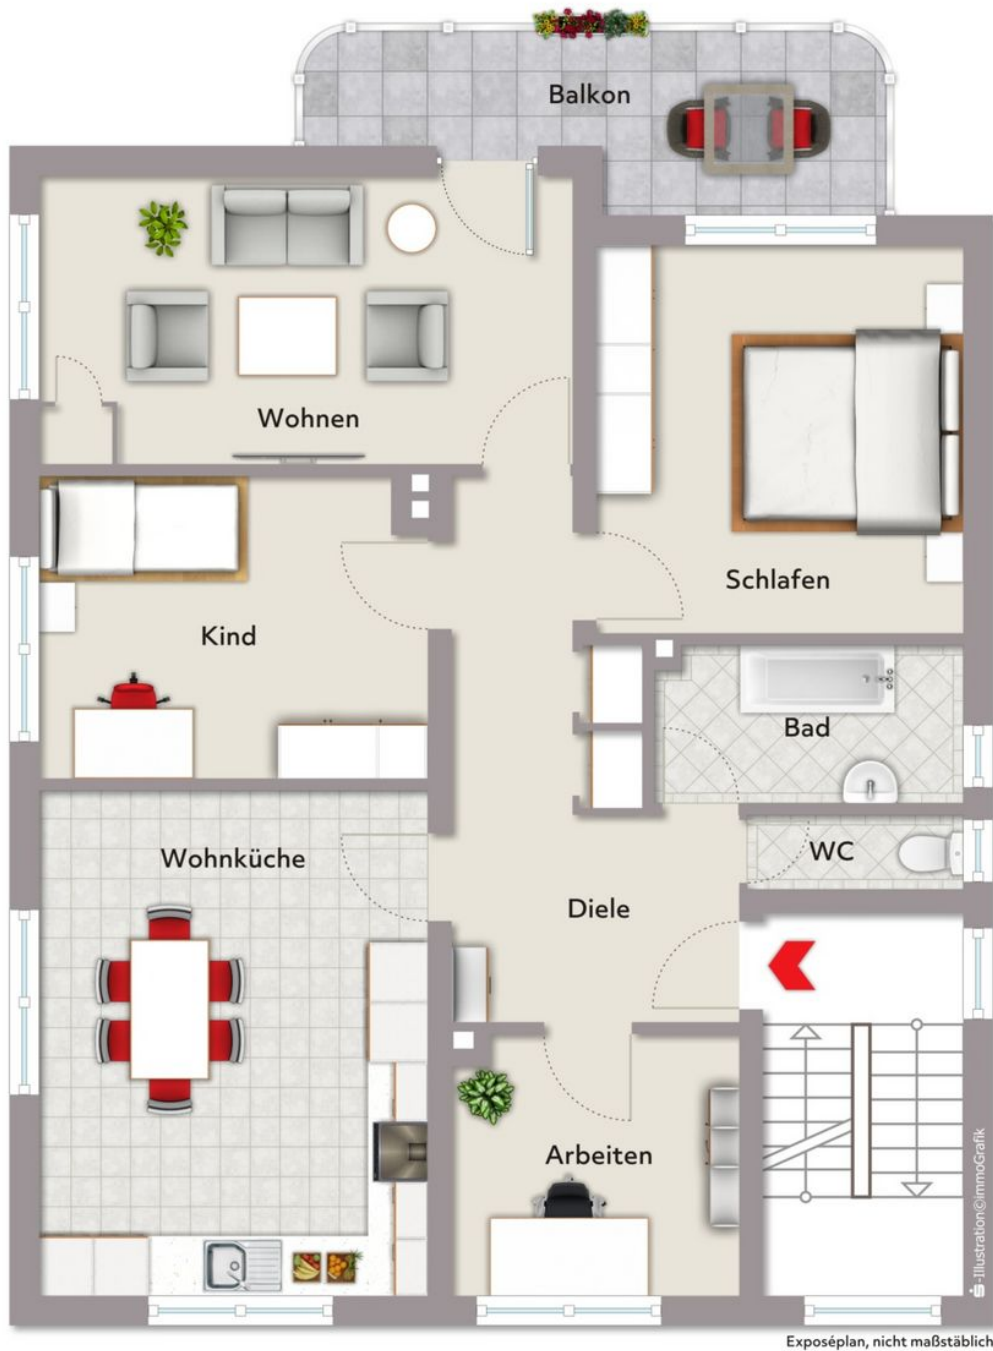 Balkon
Wohnen
Schlafen
Kind
Bad
Wohnküche
WC
Diele
Arbeiten
-Illustration©immoGrafik
Exposéplan, nicht maßstäblich